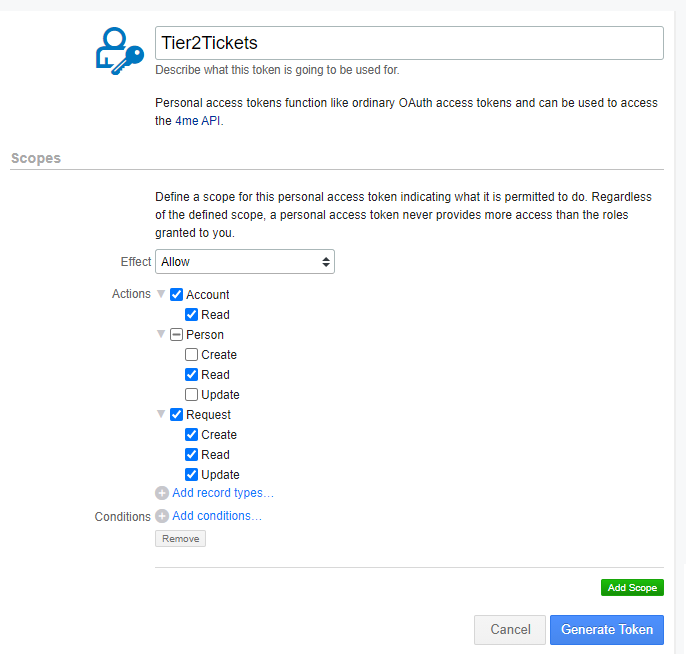 Tier2Tickets
Describe what this token is going to be used for.
Personal access tokens function like ordinary OAuth access tokens and can be used to access
the 4me API.
Scopes
Define a scope for this personal access token indicating what it is permitted to do. Regardless
of the defined scope, a personal access token never provides more access than the roles
granted to you.
Effect Allow
Actions Account
Read
Person
Create
Read
Update
Request
Create
Read
Update
Add record types...
Conditions Add conditions...
Remove
Add Scope
Cancel Generate Token